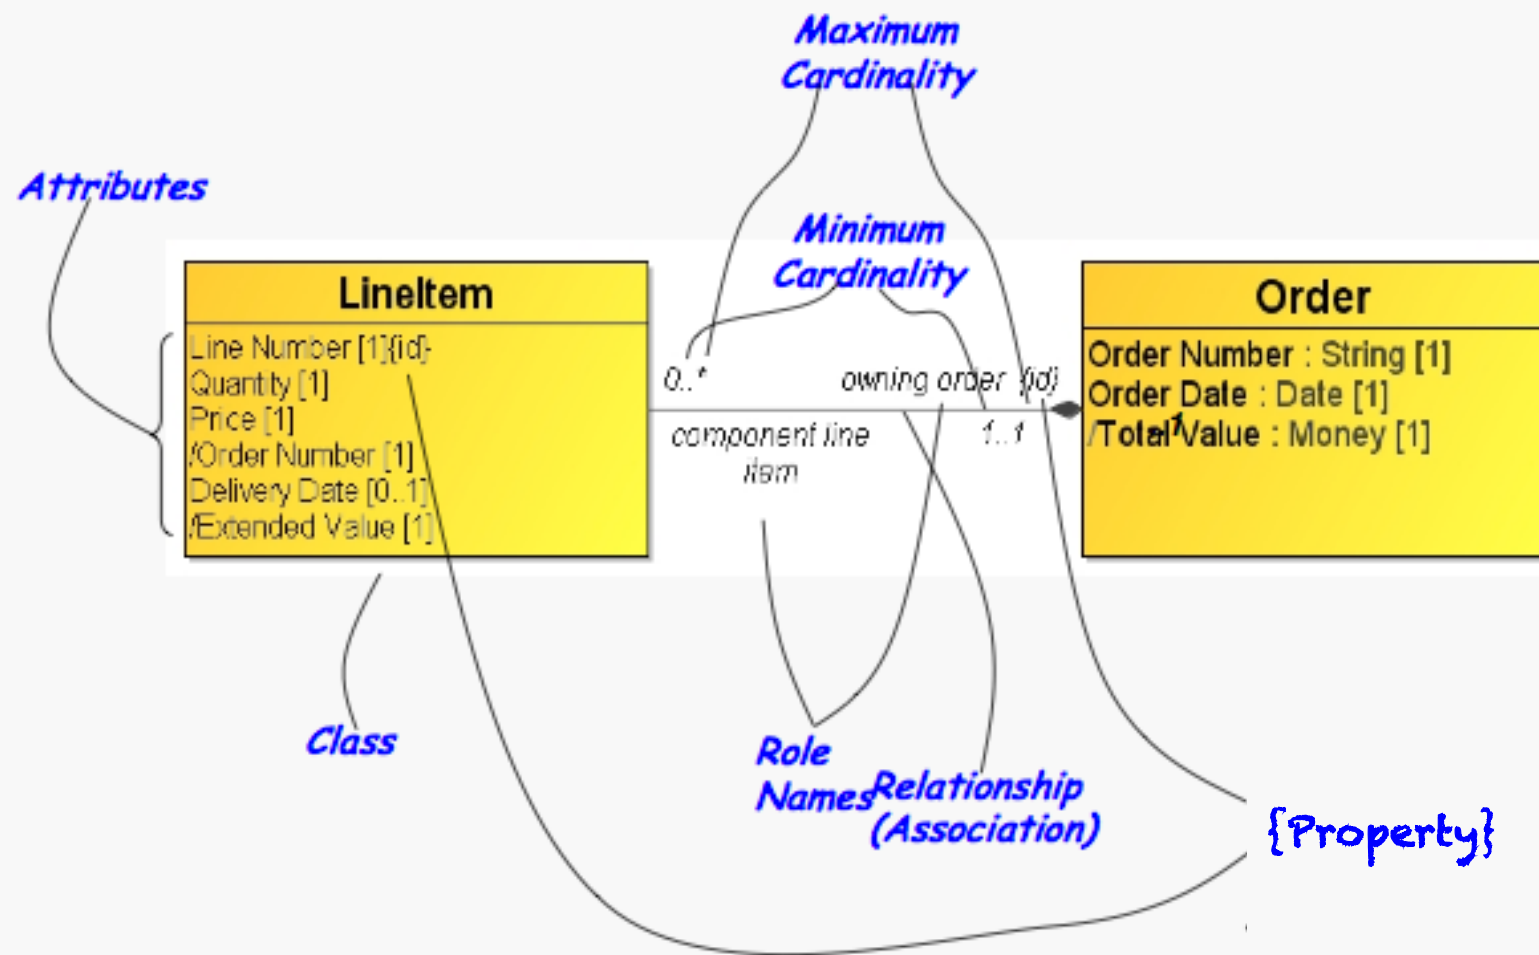 Maximum
Cardinality
Attributes
Minimum
Cardinality
LineItem
Line Number [1]{id}
Quantity [1]
Price [1]
/Order Number [1]
Delivery Date [0..1]
/Extended Value [1]
0..*
owning order {id}
component line
item
1..1
Order
Order Number : String [1]
Order Date : Date [1]
/Total Value : Money [1]
1
Class
Role
Names
Relationship
(Association)
{Property}